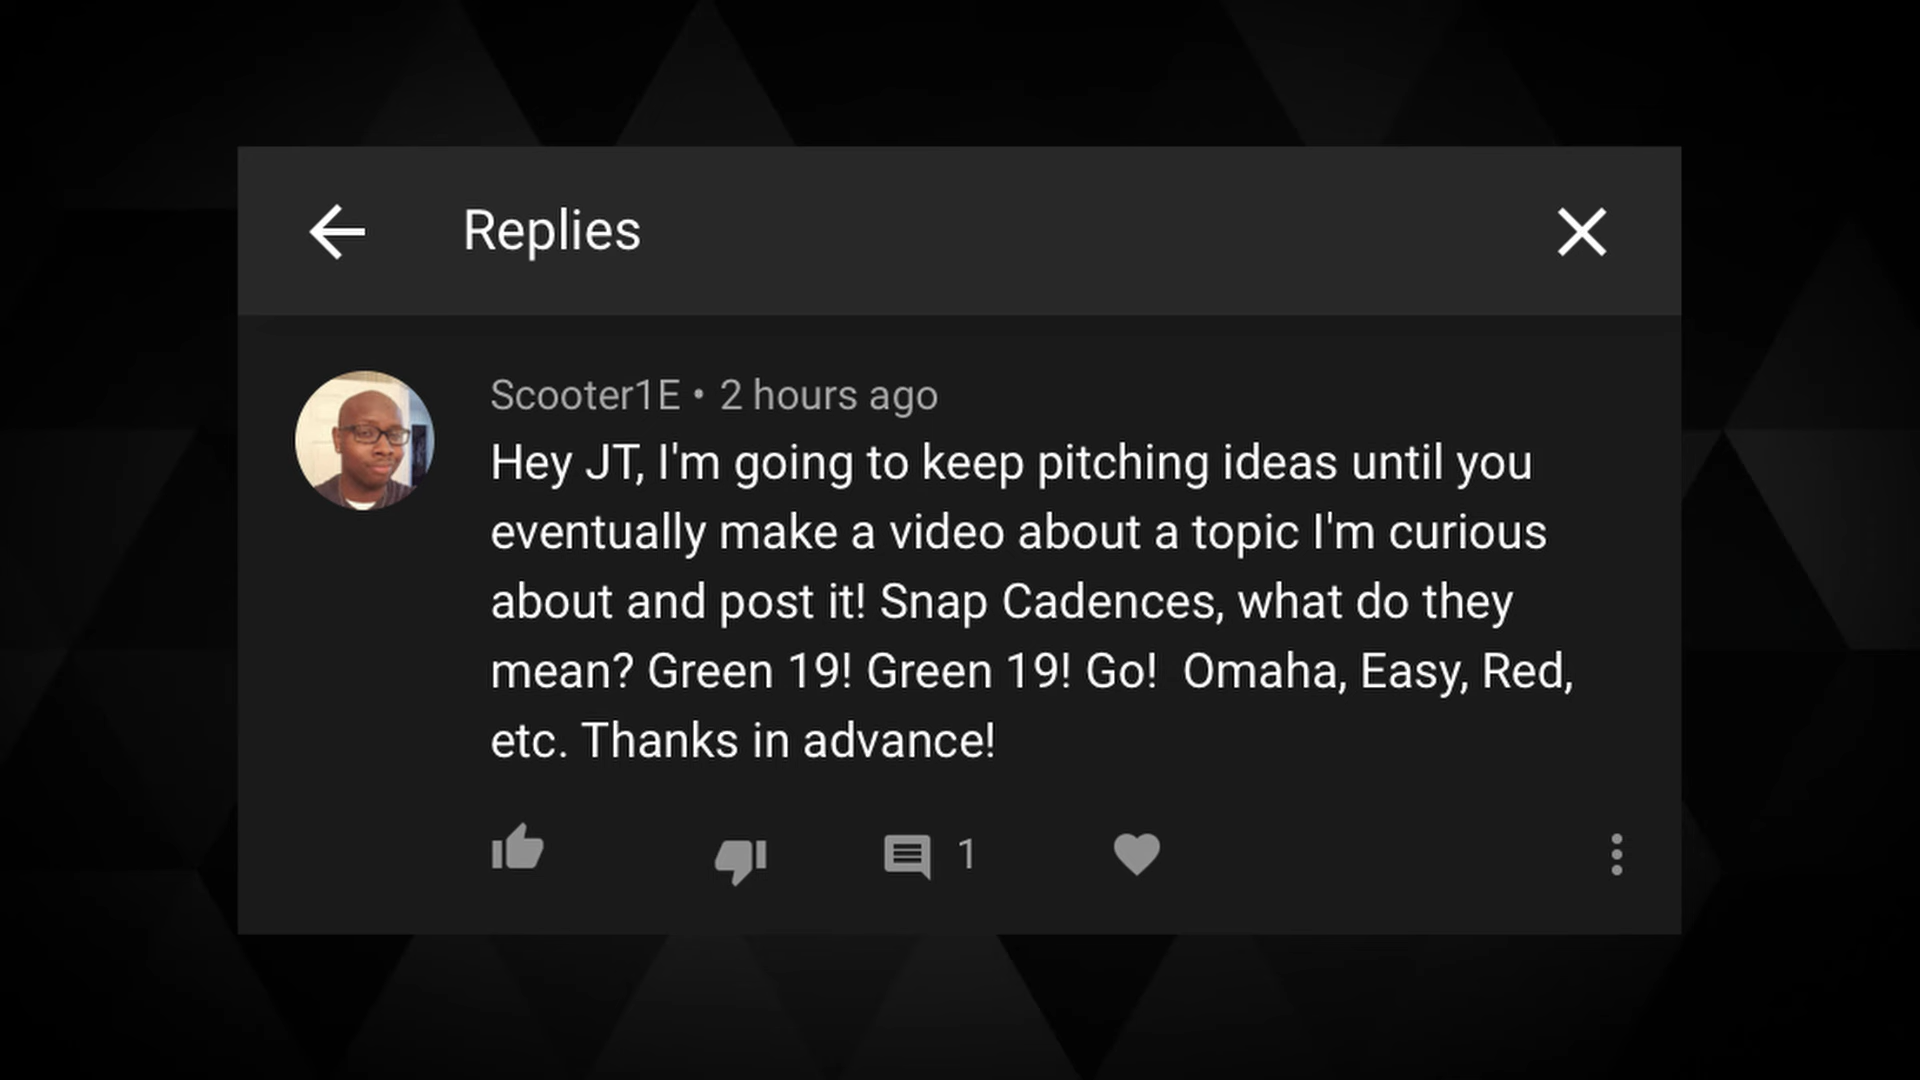 Replies
Scooter1E • 2 hours ago
Hey JT, I'm going to keep pitching ideas until you
eventually make a video about a topic I'm curious
about and post it! Snap Cadences, what do they
mean? Green 19! Green 19! Go!  Omaha, Easy, Red,
etc. Thanks in advance!
1